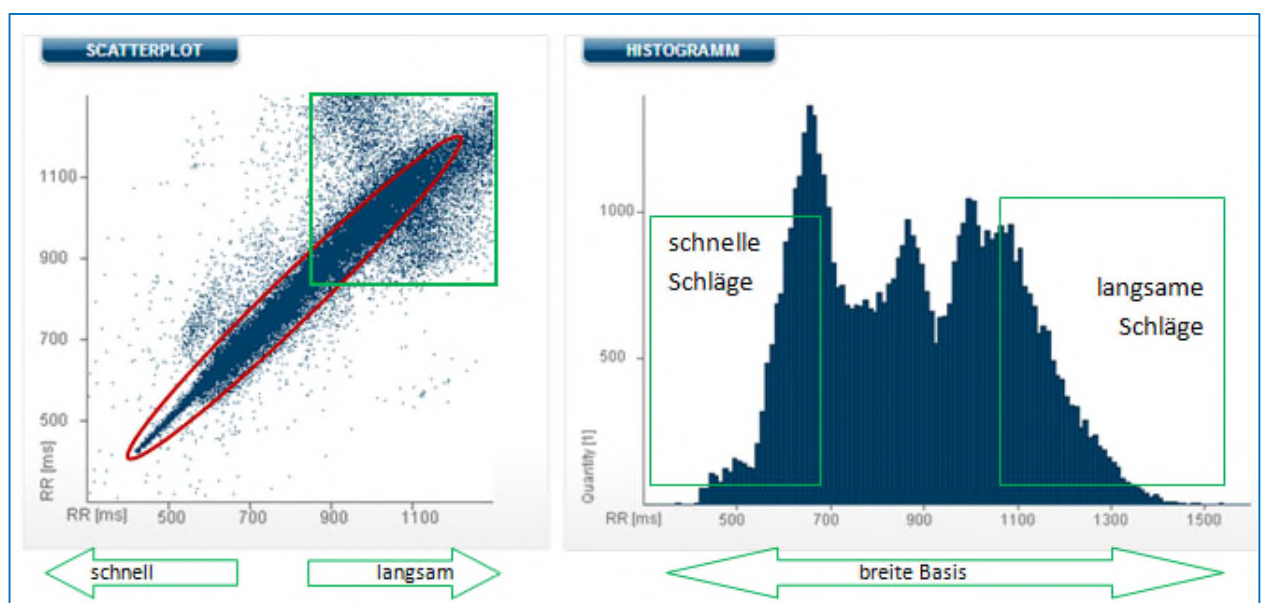 SCATTERPLOT
1100
900
700
500
RR [ms]
RR [ms]
500
700
900
1100
schnell
langsam
HISTOGRAMM
1000
500
Quantity [1]
schnelle
Schläge
langsame
Schläge
RR [ms]
500
700
900
1100
1300
1500
breite Basis